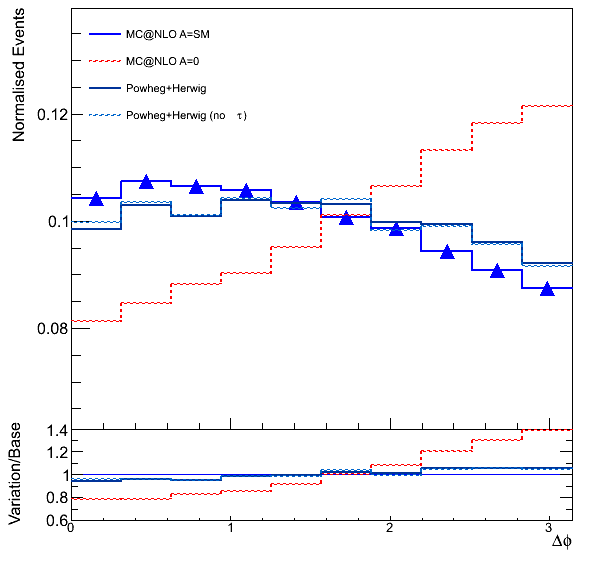 Normalised Events
MC@NLO A=SM
MC@NLO A=0
Powheg+Herwig
Powheg+Herwig (no τ)
0.12
0.1
0.08
Variation/Base
1.4
1.2
1
0.8
0.6
0 1 2 3
Δϕ